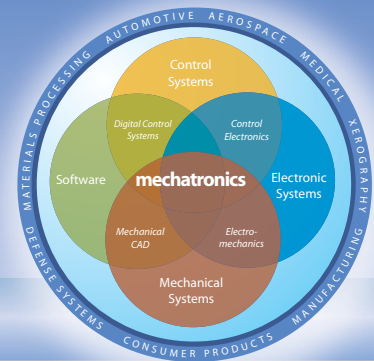 MATERIALS PROCESSING AUTOMOTIVE AEROSPACE MEDICAL XEROGRAPHY
Control
Systems
Digital Control
Systems
Control
Electronics
Software
mechatronics
Electronic
Systems
Mechanical
CAD
Electro-
mechanics
Mechanical
Systems
DEFENSE SYSTEMS CONSUMER PRODUCTS MANUFACTURING